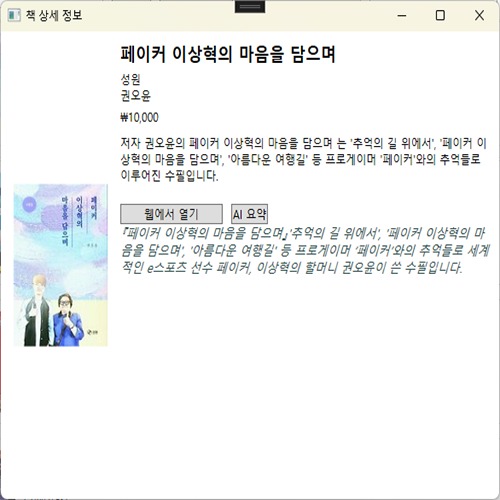 책 상세 정보
페이커 이상혁의 마음을 담으며
성원
권오윤
₩10,000
저자 권오윤의 페이커 이상혁의 마음을 담으며 는 '추억의 길 위에서', '페이커 이
상혁의 마음을 담으며', '아름다운 여행길' 등 프로게이머 '페이커'와의 추억들로
이루어진 수필입니다.
웹에서 열기
AI 요약
『페이커 이상혁의 마음을 담으며』'추억의 길 위에서', '페이커 이상혁의 마
음을 담으며', '아름다운 여행길' 등 프로게이머 '페이커'와의 추억들로 세계
적인 e스포츠 선수 페이커, 이상혁의 할머니 권오윤이 쓴 수필입니다.
페이커
이상혁의
마음을 담으며